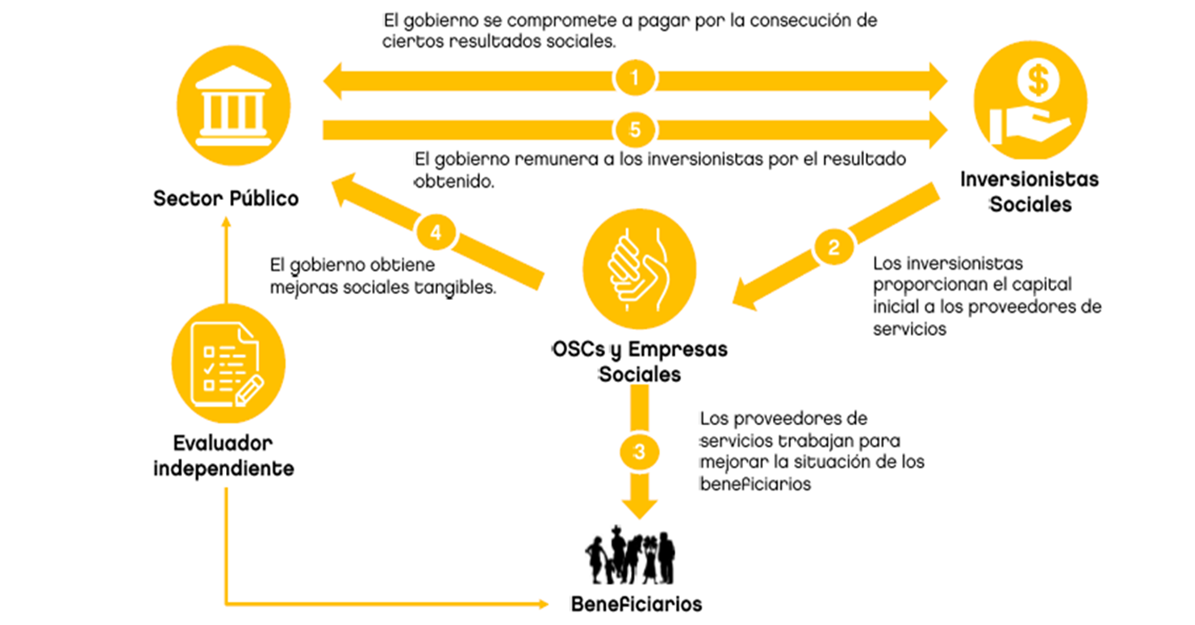 El gobierno se compromete a pagar por la consecución de
ciertos resultados sociales.
1
$
5
El gobierno remunera a los inversionistas por el resultado
obtenido.
Sector Público
Inversionistas
Sociales
4
2
El gobierno obtiene
mejoras sociales tangibles.
Los inversionistas
proporcionan el capital
inicial a los proveedores de
servicios
OSCs y Empresas
Sociales
Evaluador
independiente
3
Los proveedores de
servicios trabajan para
mejorar la situación de los
beneficiarios
Beneficiarios